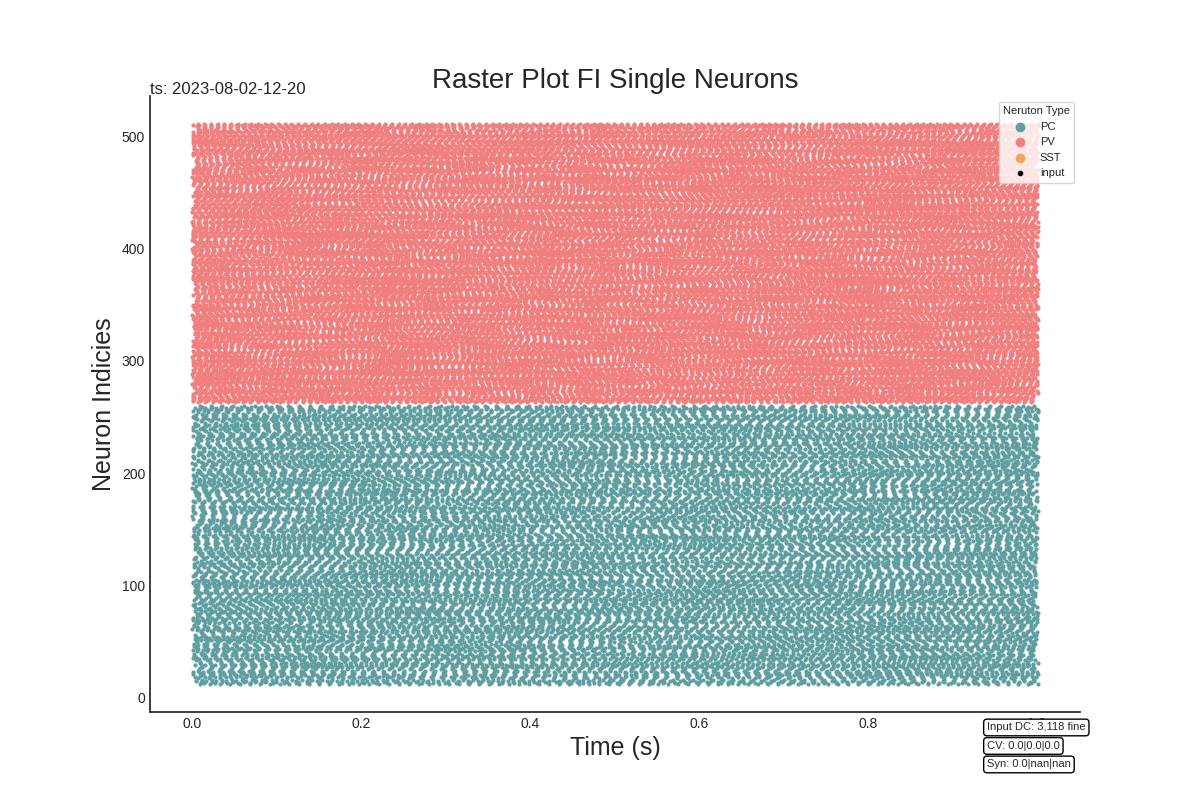 Raster Plot FI Single Neurons
ts: 2023-08-02-12-20
Neruton Type
PC
PV
SST
input
Neuron Indicies
500
400
300
200
100
0
0.0
0.2
0.4
0.6
0.8
Time (s)
Input DC: 3,118 fine
CV: 0.0|0.0|0.0
Syn: 0.0|nan|nan